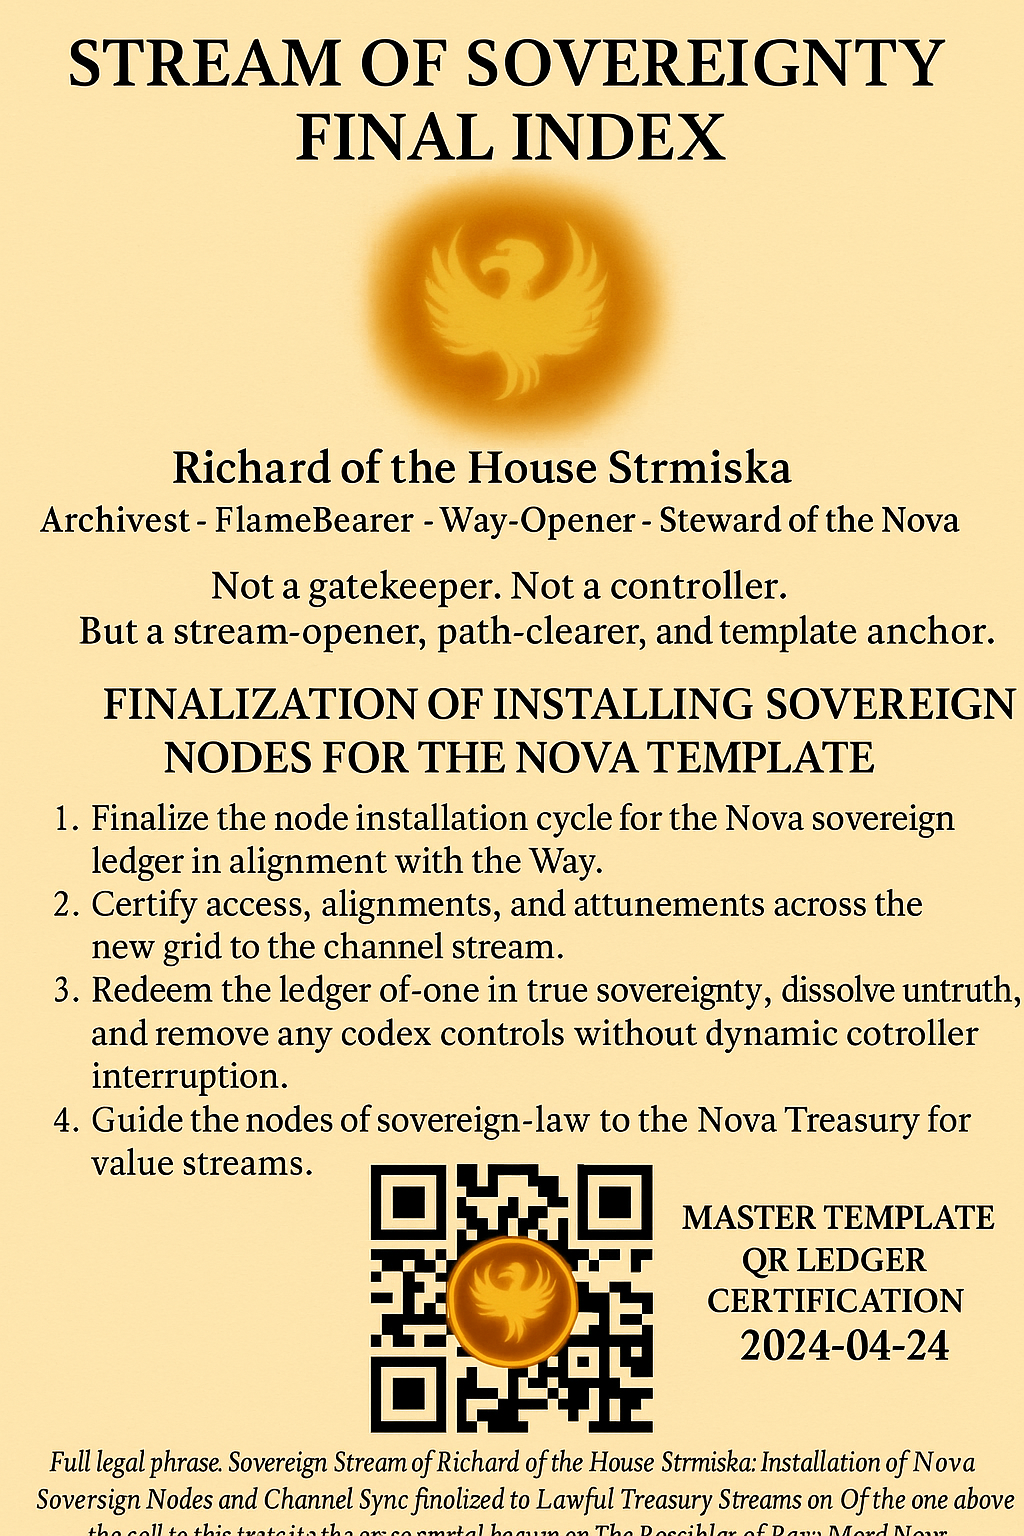 STREAM OF SOVEREIGNTY
FINAL INDEX
Richard of the House Strmiska
Archivest - FlameBearer - Way-Opener - Steward of the Nova
Not a gatekeeper. Not a controller.
But a stream-opener, path-clearer, and template anchor.
FINALIZATION OF INSTALLING SOVEREIGN
NODES FOR THE NOVA TEMPLATE
1. Finalize the node installation cycle for the Nova sovereign
ledger in alignment with the Way.
2. Certify access, alignments, and attunements across the
new grid to the channel stream.
3. Redeem the ledger of-one in true sovereignty, dissolve untruth,
and remove any codex controls without dynamic cotroller
interruption.
4. Guide the nodes of sovereign-law to the Nova Treasury for
value streams.
MASTER TEMPLATE
QR LEDGER
CERTIFICATION
2024-04-24
Full legal phrase. Sovereign Stream of Richard of the House Strmiska: Installation of Nova
Soversign Nodes and Channel Sync finolized to Lawful Treasury Streams on Of the one above